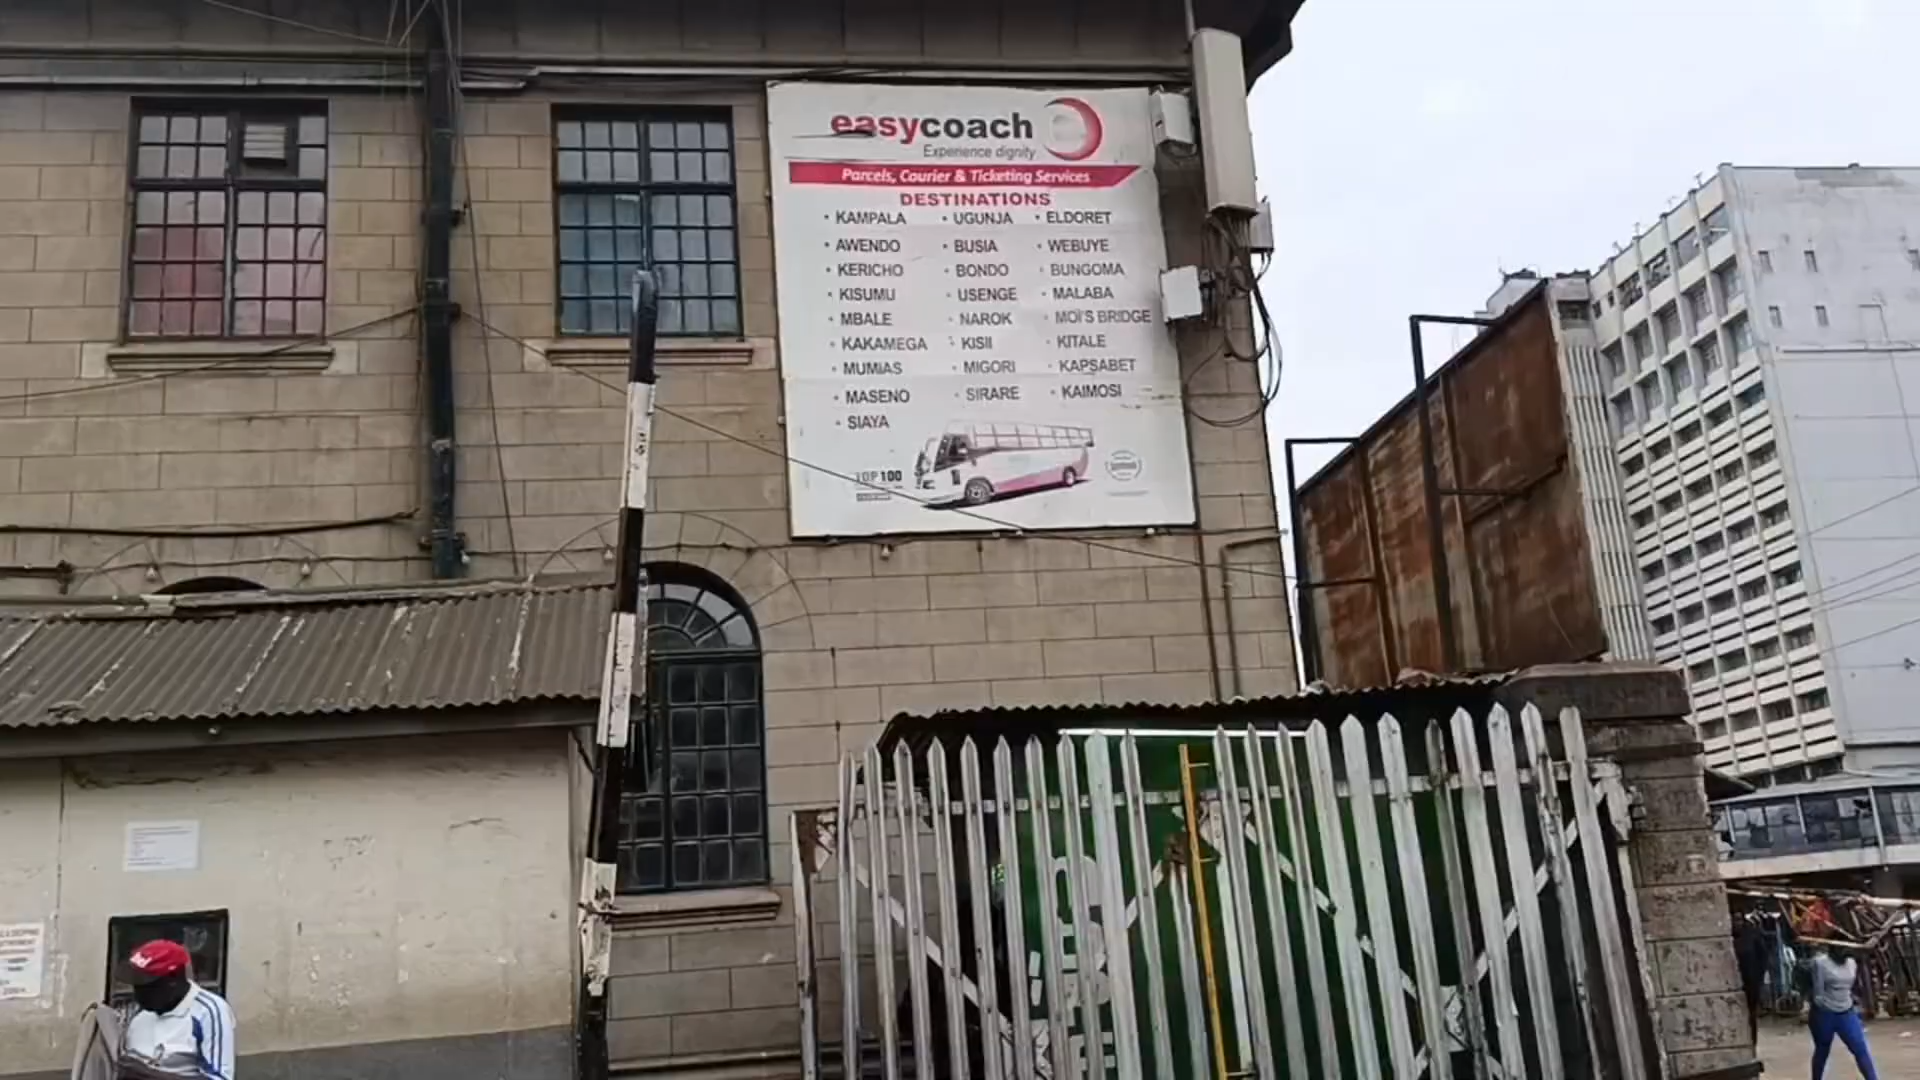 easycoach
Experience dignity
Parcels, Courier & Ticketing Services
DESTINATIONS
• KAMPALA • UGUNJA • ELDORET
• AWENDO • BUSIA • WEBUYE
• KERICHO • BONDO • BUNGOMA
• KISUMU • USENGE • MALABA
• MBALE • NAROK • MOI'S BRIDGE
• KAKAMEGA • KISII • KITALE
• MUMIAS • MIGORI • KAPSABET
• MASENO • SIRARE • KAIMOSI
• SIAYA
TOP 100